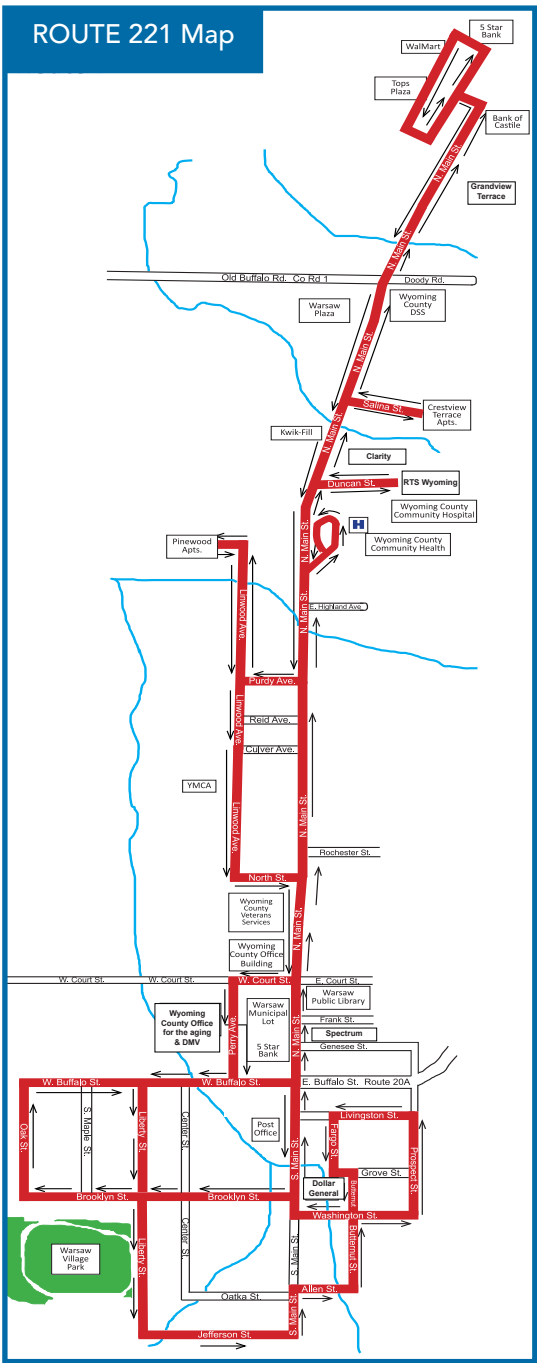 ROUTE 221 Map
5 Star
Bank
WalMart
Tops
Plaza
Bank of
Castile
N. Main St.
Grandview
Terrace
N. Main St.
Old Buffalo Rd. Co Rd 1
Doody Rd.
Warsaw
Plaza
Wyoming
County
DSS
N. Main St.
Salina St.
Crestview
Terrace
Apts.
N. Main St.
Kwik-Fill
Clarity
Duncan St.
RTS Wyoming
Wyoming County
Community Hospital
H
N. Main St.
Wyoming County
Community Health
Pinewood
Apts.
Linwood Ave.
N. Main St.
E. Highland Ave.
Purdy Ave.
Linwood Ave.
Reid Ave.
Culver Ave.
YMCA
Linwood Ave.
N. Main St.
Rochester St.
North St.
Wyoming
County
Veterans
Services
N. Main St.
Wyoming
County Office
Building
W. Court St.
W. Court St.
W. Court St.
E. Court St.
Warsaw
Public Library
Wyoming
County Office
for the aging
& DMV
Perry Ave.
Warsaw
Municipal
Lot
5 Star
Bank
N. Main St.
Frank St.
Spectrum
Genesee St.
W. Buffalo St.
W. Buffalo St.
E. Buffalo St. Route 20A
Oak St.
S. Maple St.
Liberty St.
Center St.
Post
Office
S. Main St.
Livingston St.
Fargo St.
Prospect St.
Grove St.
Dollar
General
Butternut
Brooklyn St.
Brooklyn St.
Washington St.
Warsaw
Village
Park
Liberty St.
Center St.
S. Main St.
Butternut St.
Oatka St.
Allen St.
S. Main St.
Jefferson St.